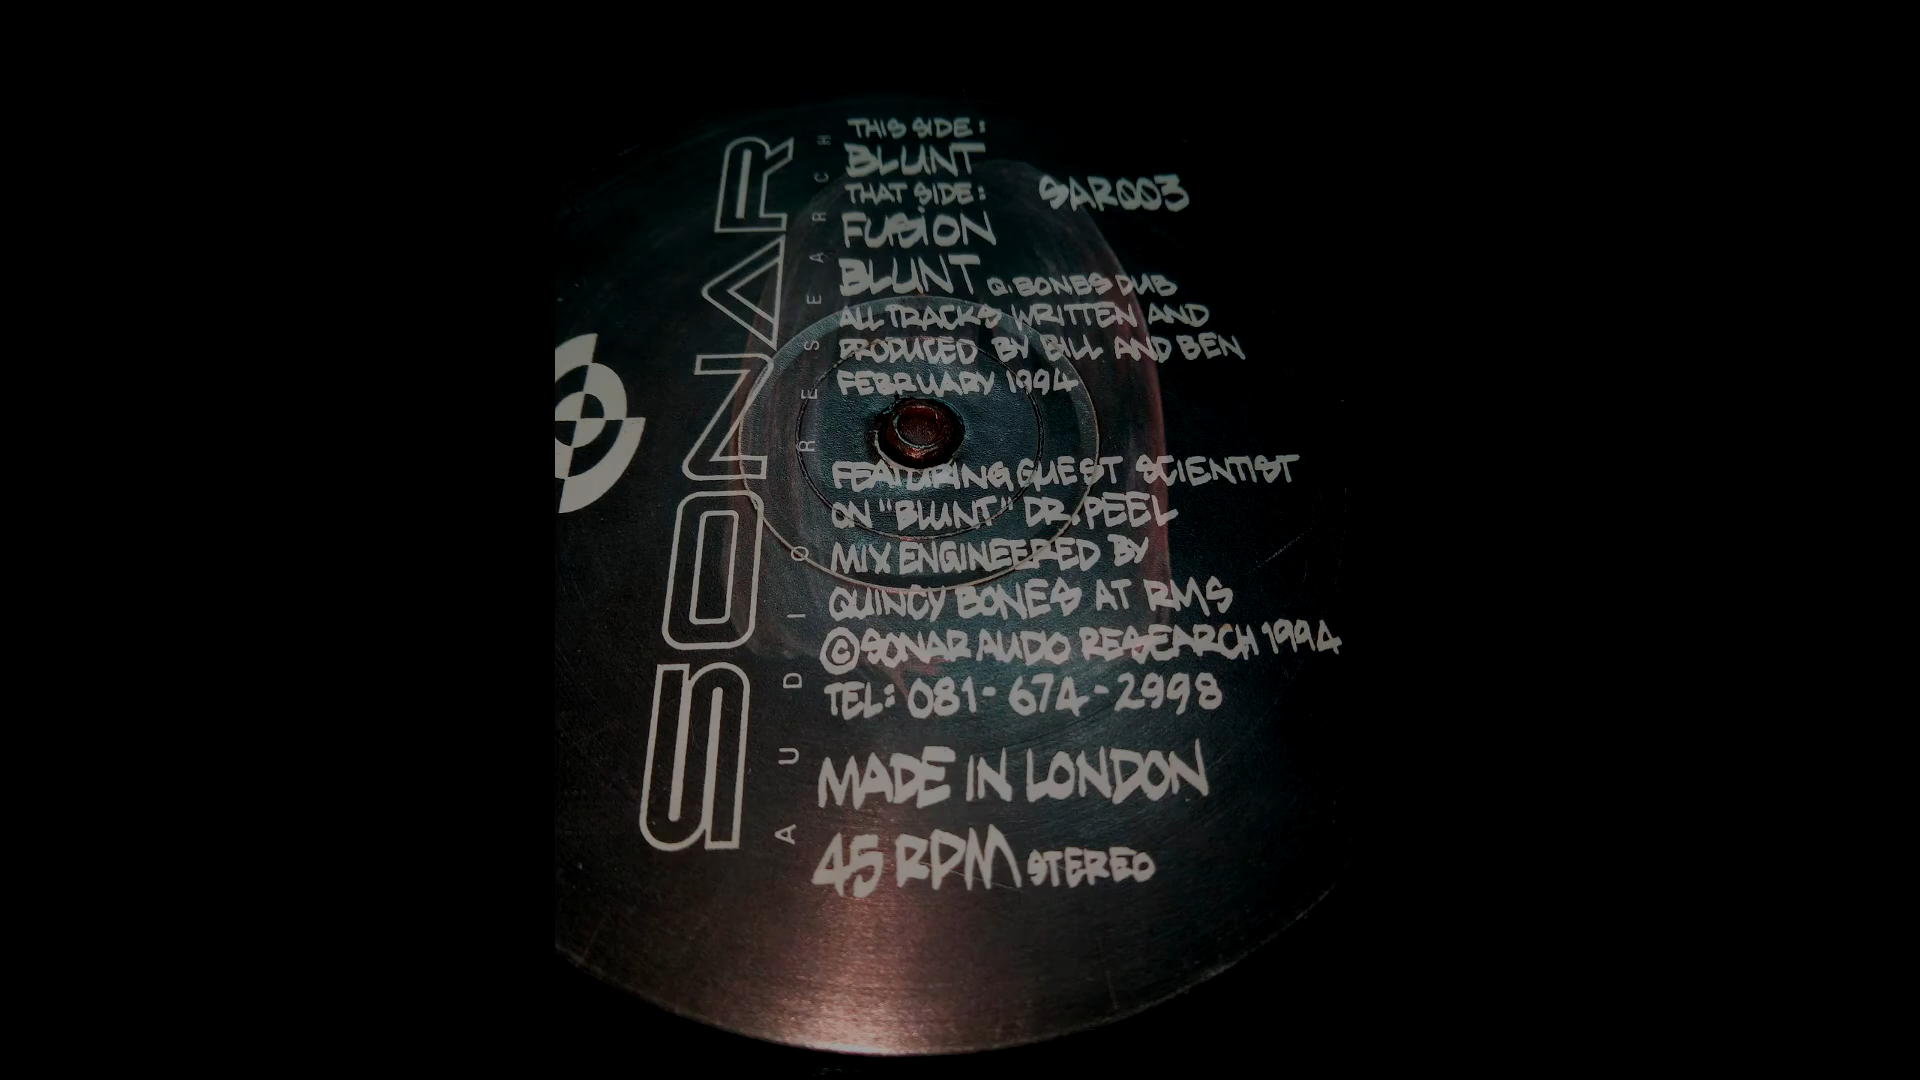 SONAR
AUDIO RESEARCH
THIS SIDE:
BLUNT
THAT SIDE:
SAR003
FUSION
BLUNT Q. BONES DUB
ALL TRACKS WRITTEN AND
PRODUCED BY BILL AND BEN
FEBRUARY 1994
FEATURING GUEST SCIENTIST
ON "BLUNT" DR. PEEL
MIX ENGINEERED BY
QUINCY BONES AT RMS
© SONAR AUDIO RESEARCH 1994
TEL: 081-674-2998
MADE IN LONDON
45 RPM STEREO